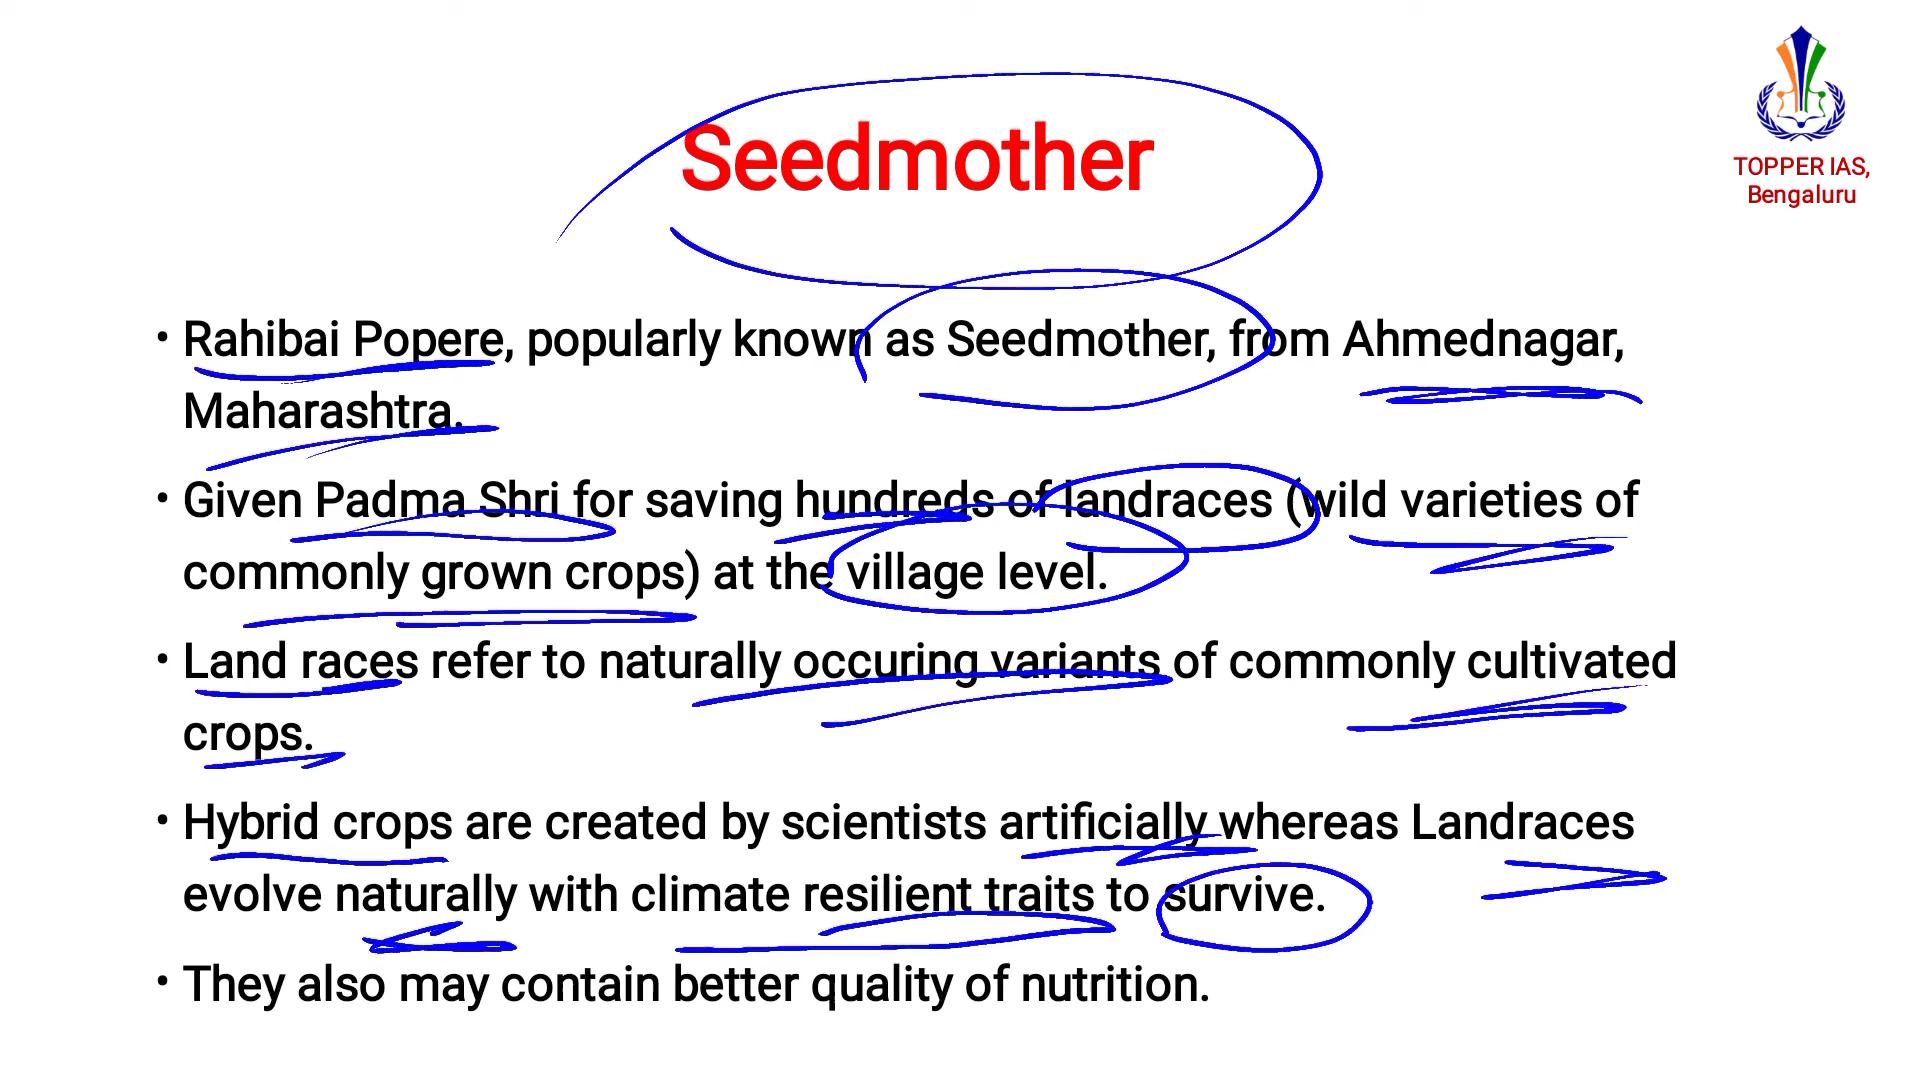 Seedmother
TOPPER IAS,
Bengaluru
• Rahibai Popere, popularly known as Seedmother, from Ahmednagar,
Maharashtra.
• Given Padma Shri for saving hundreds of landraces (wild varieties of
commonly grown crops) at the village level.
• Land races refer to naturally occuring variants of commonly cultivated
crops.
• Hybrid crops are created by scientists artificially whereas Landraces
evolve naturally with climate resilient traits to survive.
• They also may contain better quality of nutrition.